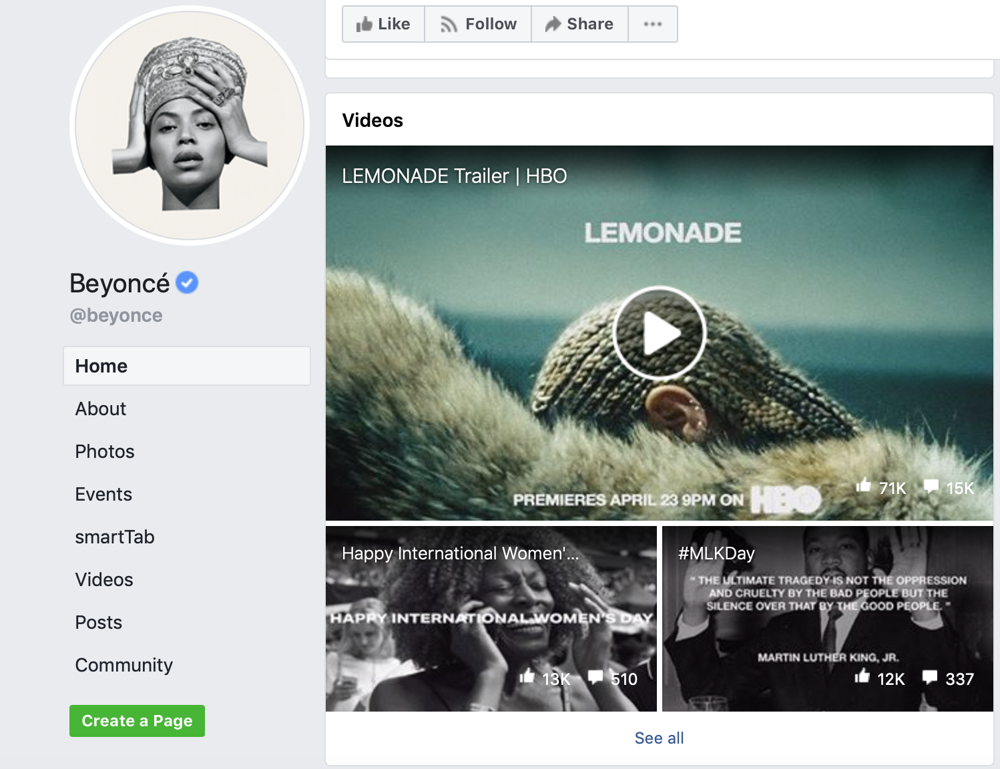 Like
Follow
Share
Beyoncé
@beyonce
Home
About
Photos
Events
smartTab
Videos
Posts
Community
Create a Page
Videos
LEMONADE Trailer | HBO
LEMONADE
PREMIERES APRIL 23 9PM ON HBO
71K
15K
Happy International Women'...
HAPPY INTERNATIONAL WOMEN'S DAY
13K
510
#MLKDay
" THE ULTIMATE TRAGEDY IS NOT THE OPPRESSION
AND CRUELTY BY THE BAD PEOPLE BUT THE
SILENCE OVER THAT BY THE GOOD PEOPLE. "
MARTIN LUTHER KING, JR.
12K
337
See all